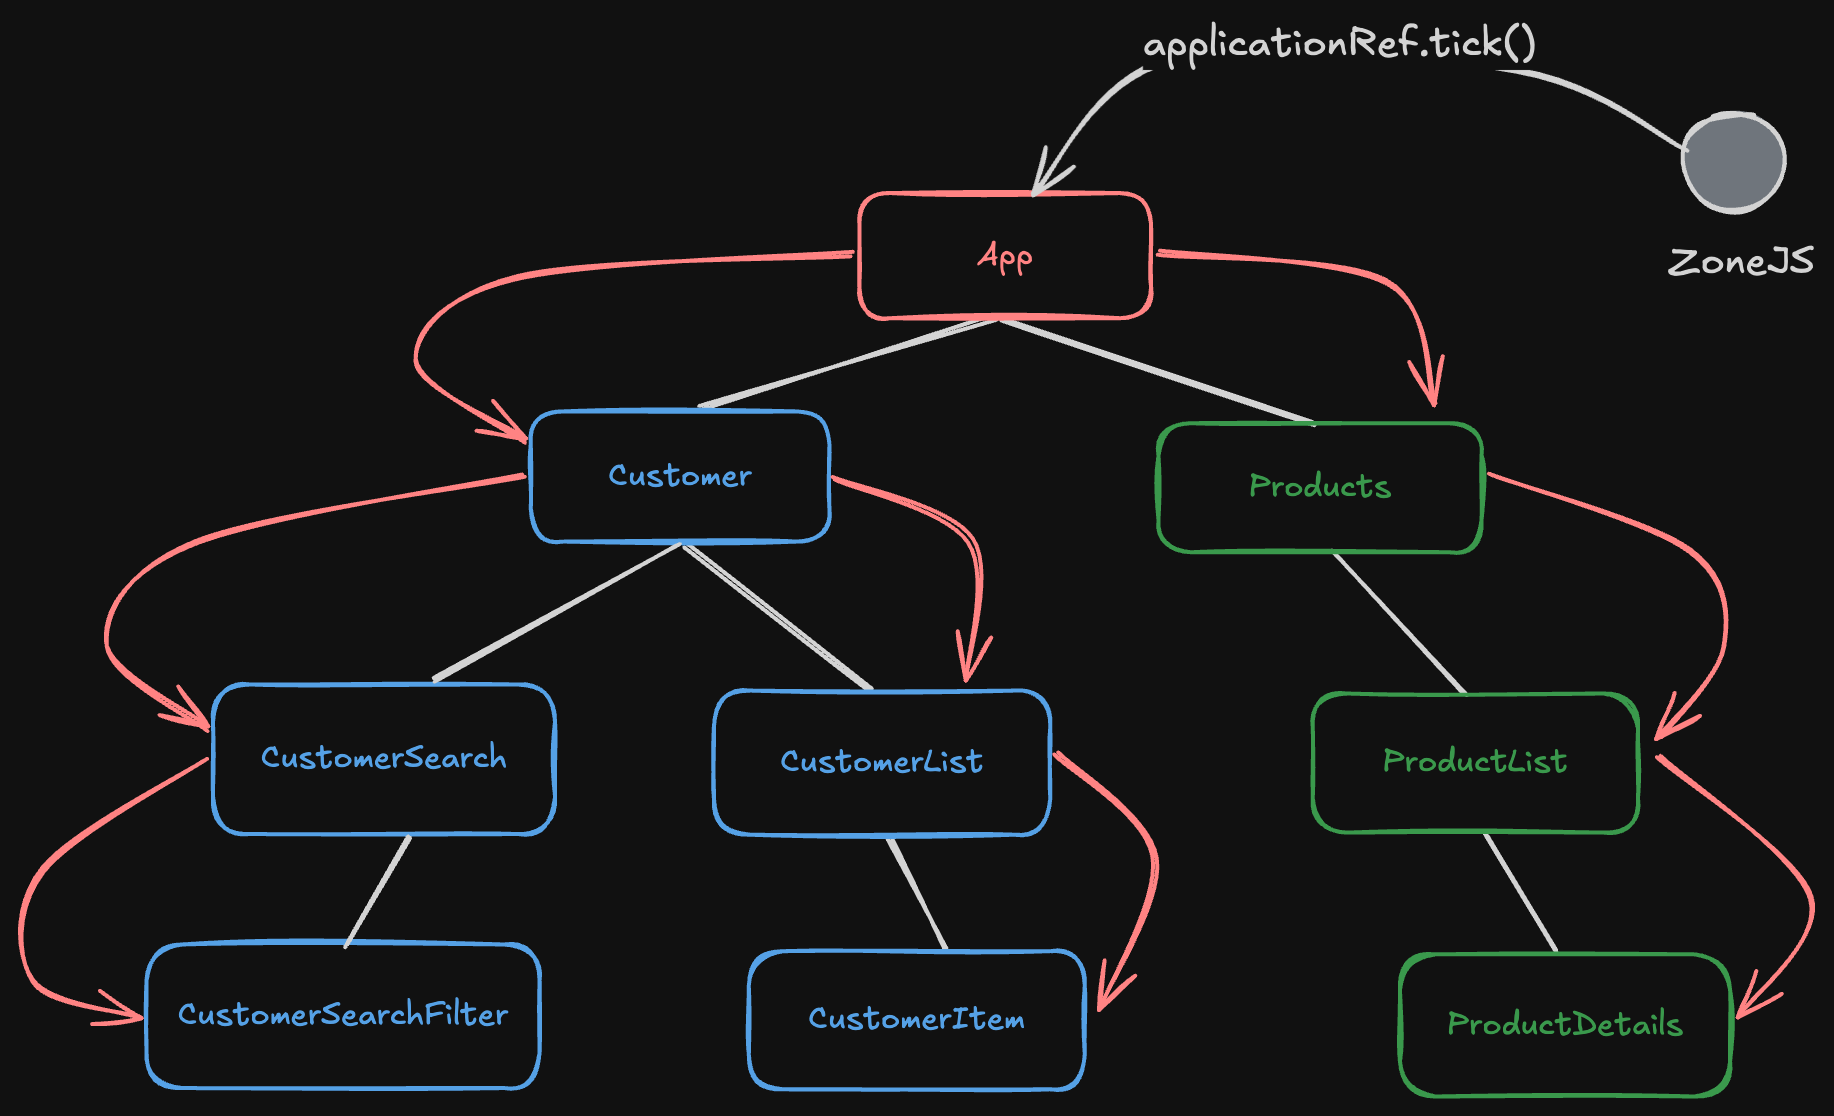 applicationRef.tick()
ZoneJS
App
Customer
Products
CustomerSearch
CustomerList
ProductList
CustomerSearchFilter
CustomerItem
ProductDetails